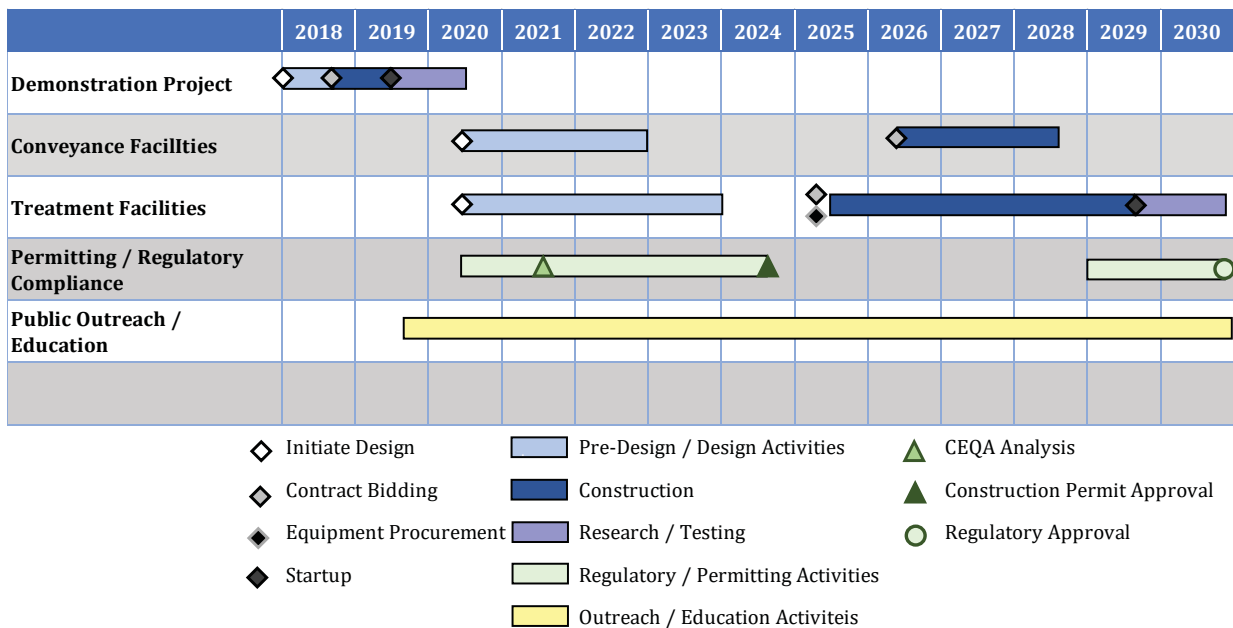 2018 2019 2020 2021 2022 2023 2024 2025 2026 2027 2028 2029 2030
Demonstration Project
Conveyance FacilIties
Treatment Facilities
Permitting / Regulatory
Compliance
Public Outreach /
Education
Initiate Design
Pre-Design / Design Activities
CEQA Analysis
Contract Bidding
Construction
Construction Permit Approval
Equipment Procurement
Research / Testing
Regulatory Approval
Startup
Regulatory / Permitting Activities
Outreach / Education Activiteis